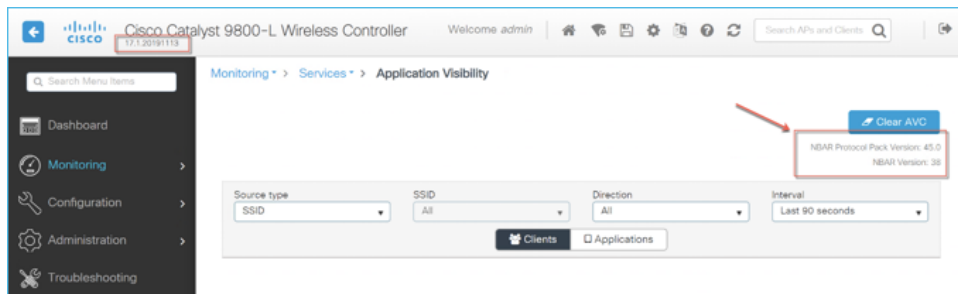 CISCO
Cisco Catalyst 9800-L Wireless Controller
17.1.20191113
Welcome admin
Search APs and Clients
Search Menu Items
Dashboard
Monitoring
Configuration
Administration
Troubleshooting
Monitoring > Services > Application Visibility
Clear AVC
NBAR Protocol Pack Version: 45.0
NBAR Version: 38
Source type
SSID
SSID
All
Direction
All
Interval
Last 90 seconds
Clients
Applications